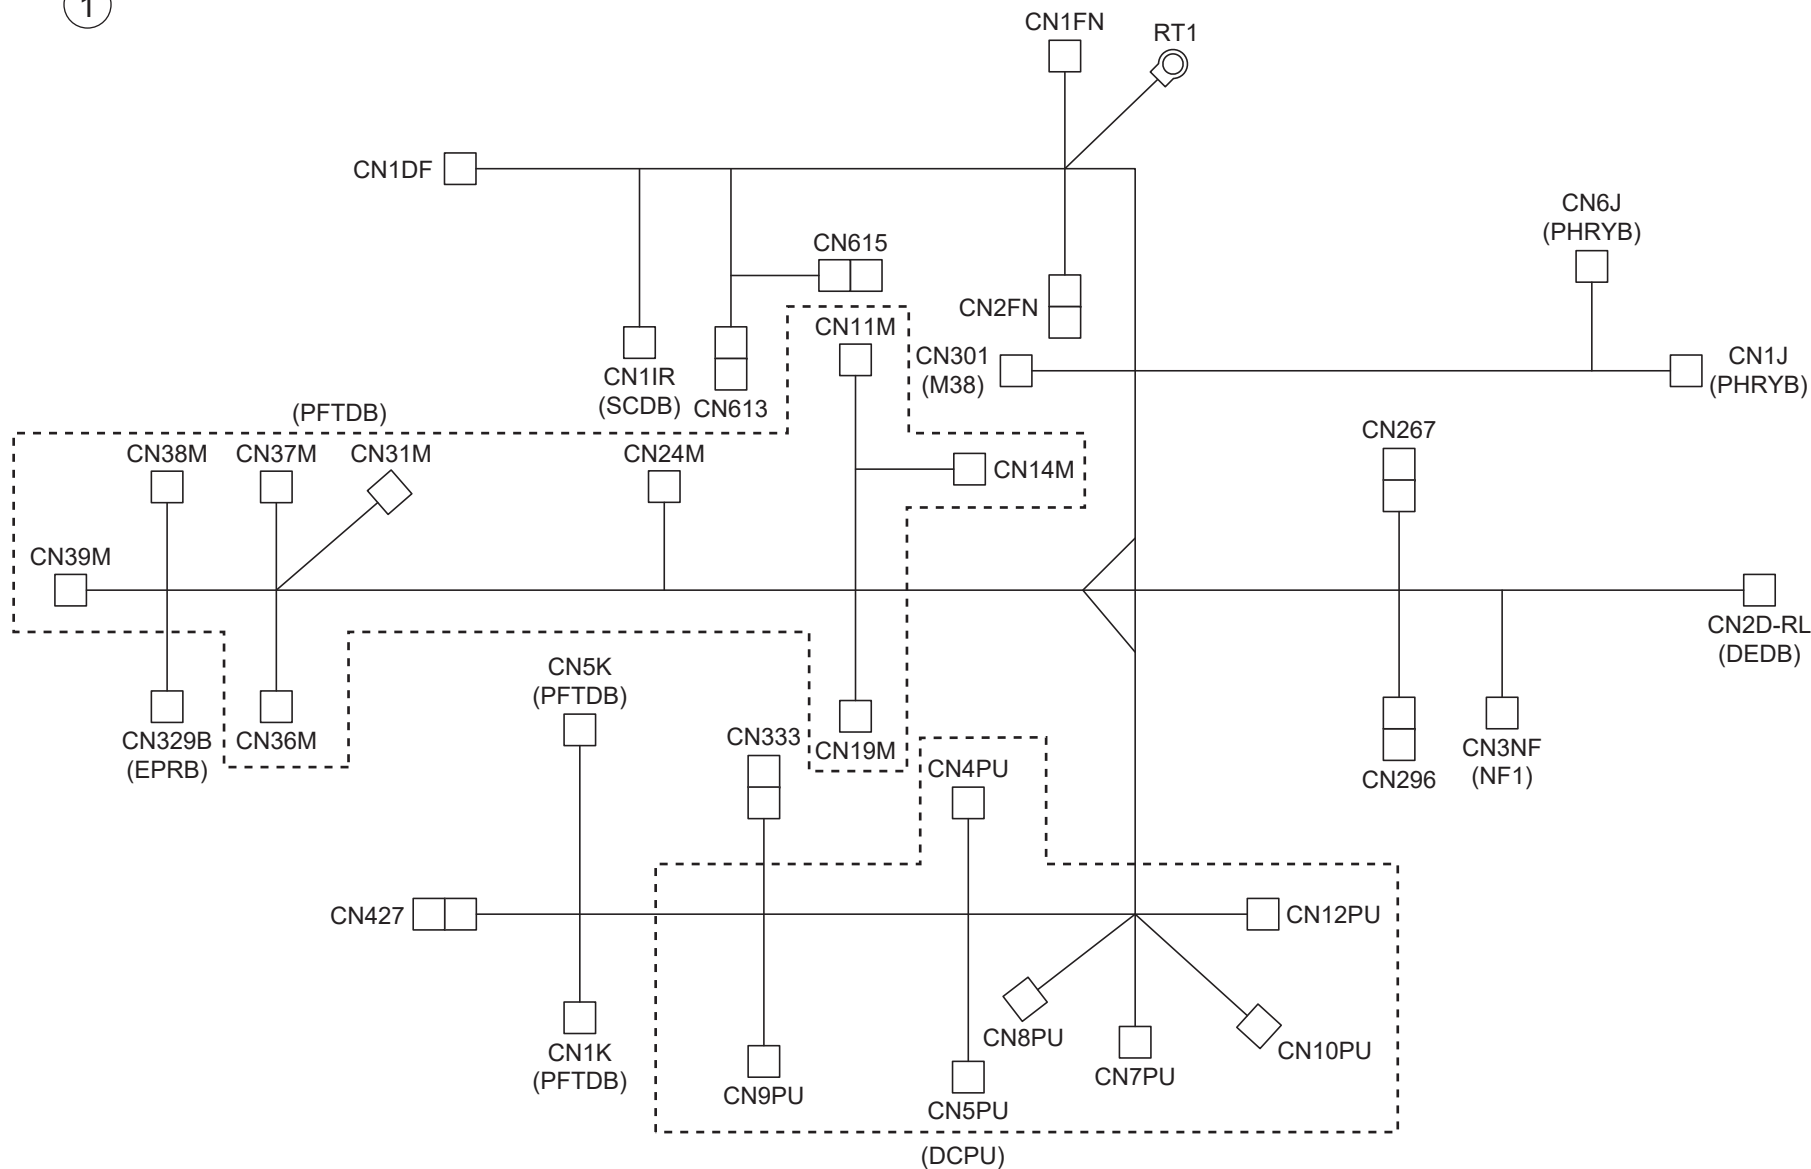 1
CN1FN
RT1
CN1DF
CN6J
(PHRYB)
CN615
CN2FN
CN11M
CN301
(M38)
CN1J
(PHRYB)
CN1IR
(SCDB)
CN613
(PFTDB)
CN38M
CN37M
CN31M
CN24M
CN14M
CN267
CN39M
CN2D-RL
(DEDB)
CN5K
(PFTDB)
CN329B
(EPRB)
CN36M
CN333
CN19M
CN4PU
CN296
CN3NF
(NF1)
CN427
CN12PU
CN8PU
CN10PU
CN1K
(PFTDB)
CN7PU
CN9PU
CN5PU
(DCPU)